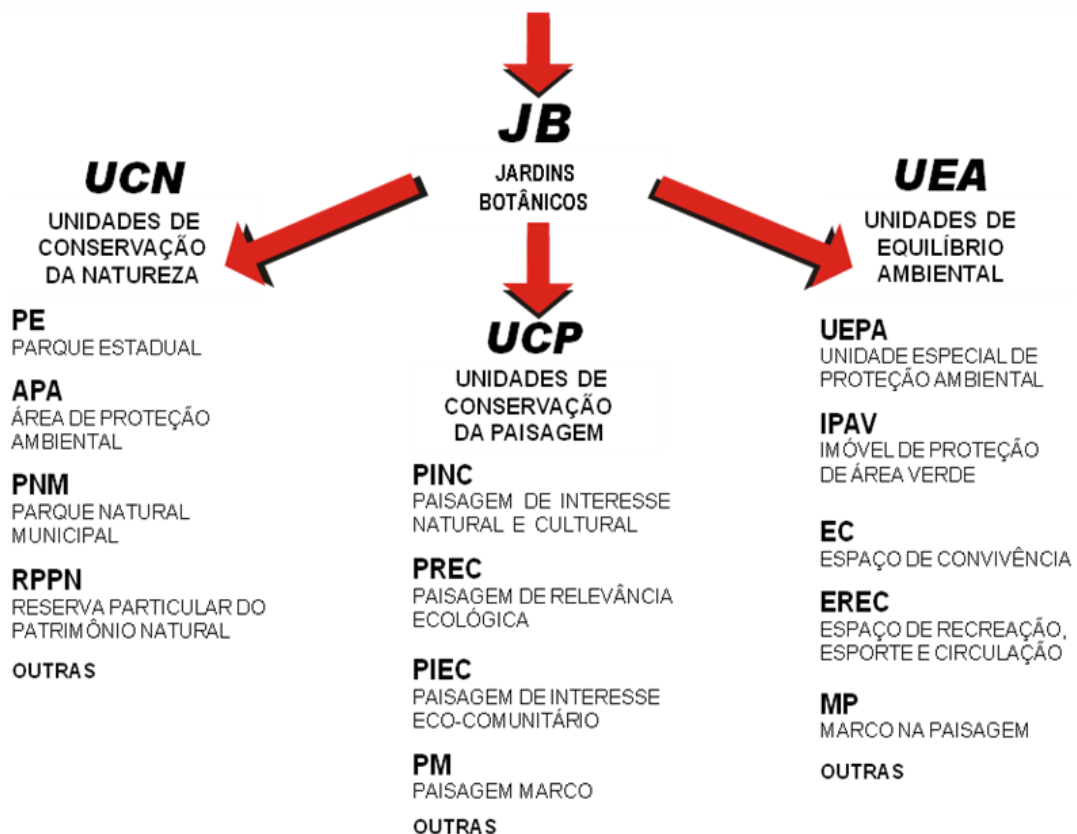 JB
JARDINS
BOTÂNICOS
UCN
UNIDADES DE
CONSERVAÇÃO
DA NATUREZA
PE
PARQUE ESTADUAL
APA
ÁREA DE PROTEÇÃO
AMBIENTAL
PNM
PARQUE NATURAL
MUNICIPAL
RPPN
RESERVA PARTICULAR DO
PATRIMÔNIO NATURAL
OUTRAS
UCP
UNIDADES DE
CONSERVAÇÃO
DA PAISAGEM
PINC
PAISAGEM DE INTERESSE
NATURAL E CULTURAL
PREC
PAISAGEM DE RELEVÂNCIA
ECOLÓGICA
PIEC
PAISAGEM DE INTERESSE
ECO-COMUNITÁRIO
PM
PAISAGEM MARCO
OUTRAS
UEA
UNIDADES DE
EQUILÍBRIO
AMBIENTAL
UEPA
UNIDADE ESPECIAL DE
PROTEÇÃO AMBIENTAL
IPAV
IMÓVEL DE PROTEÇÃO
DE ÁREA VERDE
EC
ESPAÇO DE CONVIVÊNCIA
EREC
ESPAÇO DE RECREAÇÃO,
ESPORTE E CIRCULAÇÃO
MP
MARCO NA PAISAGEM
OUTRAS